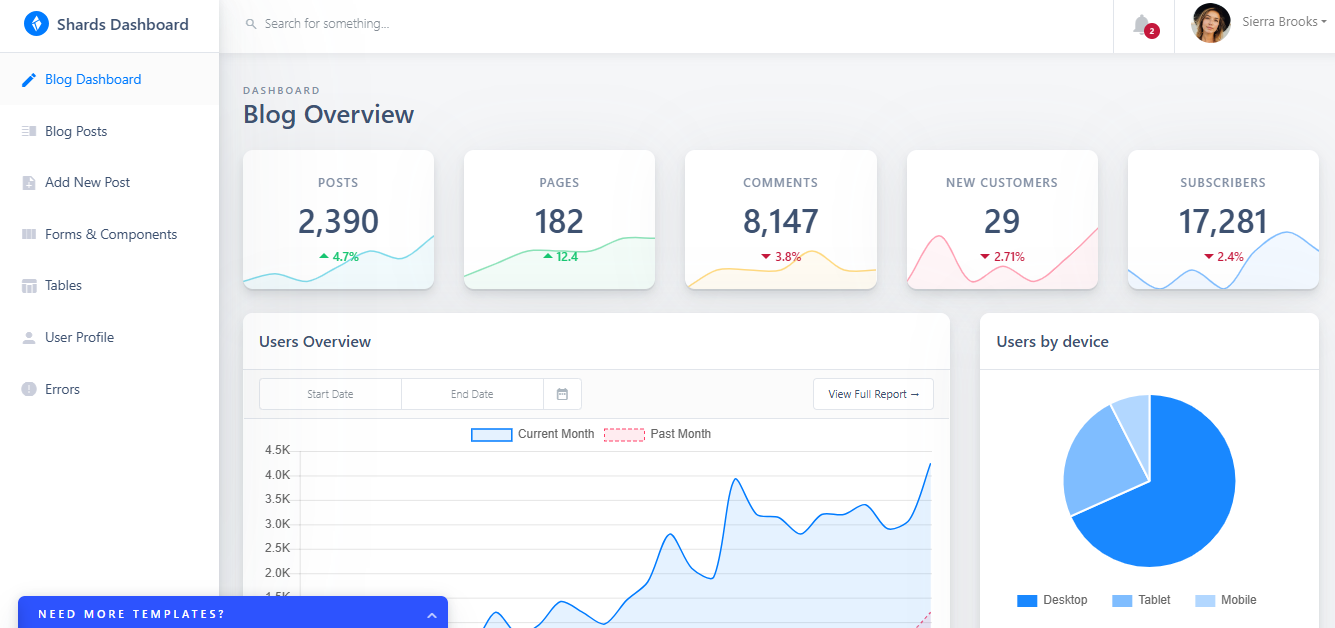 Shards Dashboard
Search for something...
2
Sierra Brooks
Blog Dashboard
Blog Posts
Add New Post
Forms & Components
Tables
User Profile
Errors
DASHBOARD
Blog Overview
POSTS
2,390
4.7%
PAGES
182
12.4
COMMENTS
8,147
3.8%
NEW CUSTOMERS
29
2.71%
SUBSCRIBERS
17,281
2.4%
Users Overview
Start Date
End Date
View Full Report →
Current Month
Past Month
4.5K
4.0K
3.5K
3.0K
2.5K
2.0K
1.5K
Users by device
Desktop
Tablet
Mobile
NEED MORE TEMPLATES?